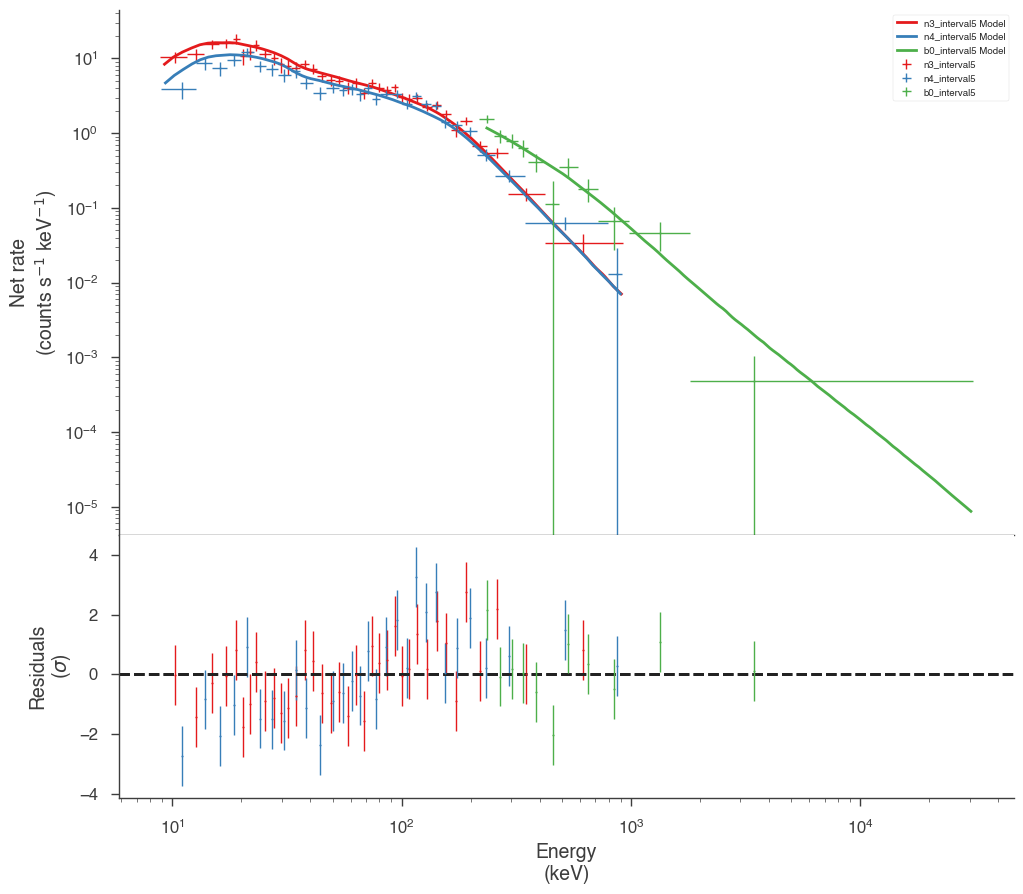 n3_interval5 Model
n4_interval5 Model
b0_interval5 Model
n3_interval5
n4_interval5
b0_interval5
Net rate
(counts s⁻¹ keV⁻¹)
10¹
10⁰
10⁻¹
10⁻²
10⁻³
10⁻⁴
10⁻⁵
Residuals
(σ)
4
2
0
−2
−4
10¹ 10² 10³ 10⁴
Energy
(keV)